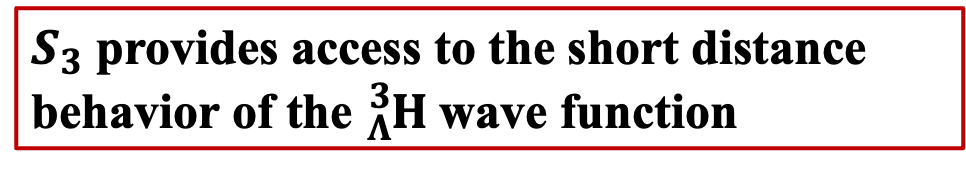 S₃ provides access to the short distance
behavior of the ³ΛH wave function